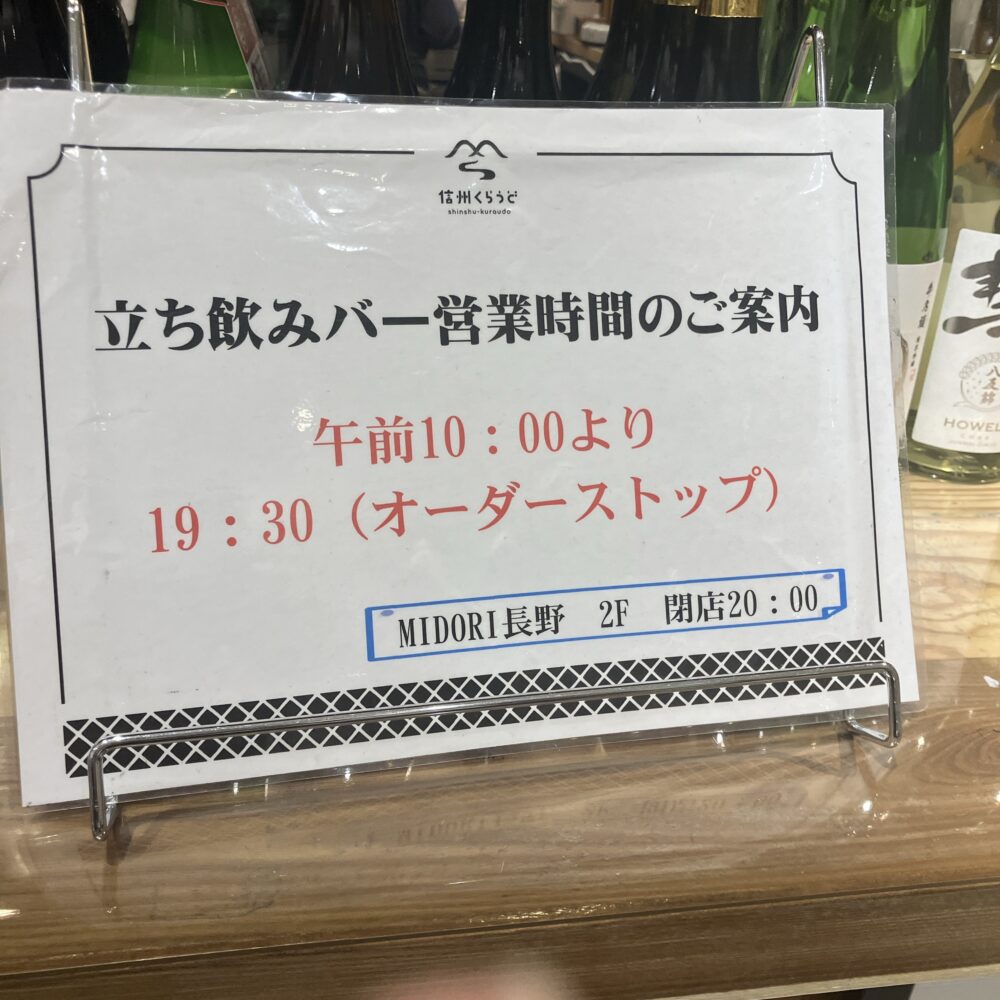 信州くらうど
shinshu-kuraudo
立ち飲みバー営業時間のご案内
午前10：00より
19：30（オーダーストップ）
MIDORI長野　2F　閉店20：00
HOWEL